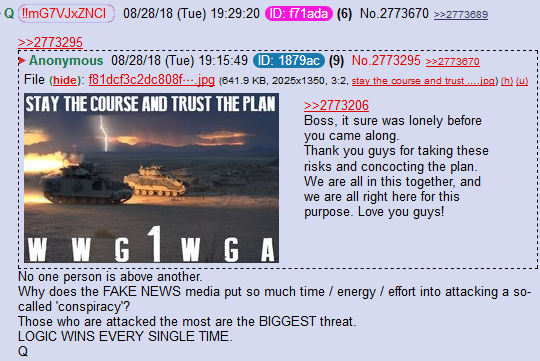 Q !!mG7VJxZNCI 08/28/18 (Tue) 19:29:20 ID: f71ada (6) No.2773670 >>2773689
>>2773295
Anonymous 08/28/18 (Tue) 19:15:49 ID: 1879ac (9) No.2773295 >>2773670
File (hide): f81dcf3c2dc808f⋯.jpg (641.9 KB, 2025x1350, 3:2, stay the course and trust ....jpg) (h) (u)
STAY THE COURSE AND TRUST THE PLAN
W W G 1 W G A
>>2773206
Boss, it sure was lonely before
you came along.
Thank you guys for taking these
risks and concocting the plan.
We are all in this together, and
we are all right here for this
purpose. Love you guys!
No one person is above another.
Why does the FAKE NEWS media put so much time / energy / effort into attacking a so-
called 'conspiracy'?
Those who are attacked the most are the BIGGEST threat.
LOGIC WINS EVERY SINGLE TIME.
Q